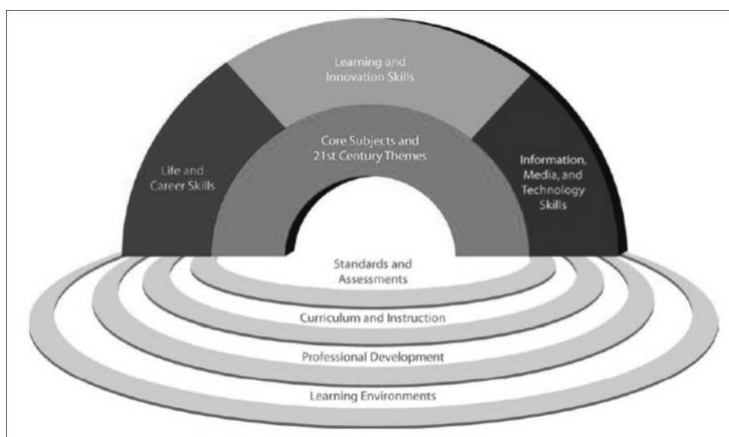 Learning and
Innovation Skills
Core Subjects and
21st Century Themes
Life and
Career Skills
Information,
Media, and
Technology
Skills
Standards and
Assessments
Curriculum and Instruction
Professional Development
Learning Environments